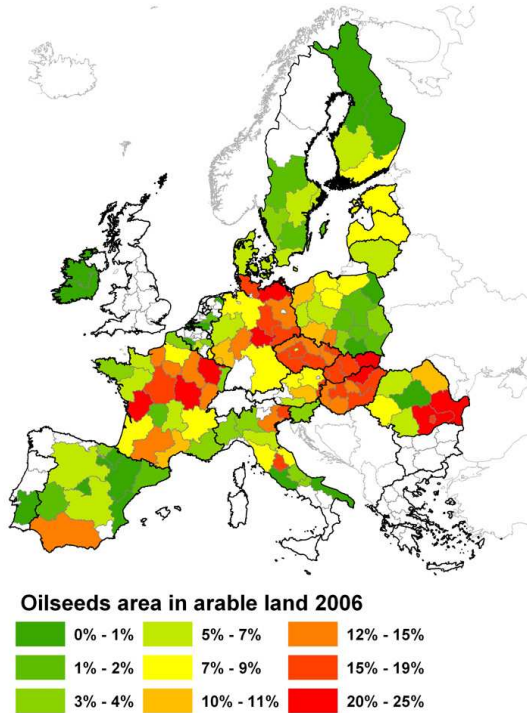 Oilseeds area in arable land 2006
0% - 1% 5% - 7% 12% - 15%
1% - 2% 7% - 9% 15% - 19%
3% - 4% 10% - 11% 20% - 25%